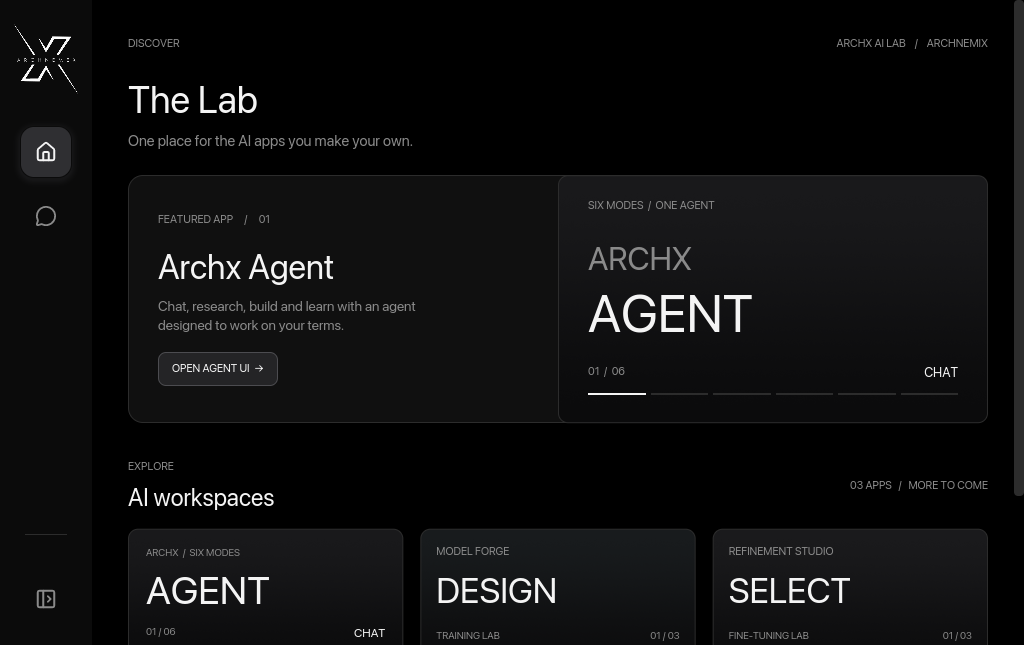 ARCHNEMIX
DISCOVER
ARCHX AI LAB / ARCHNEMIX
The Lab
One place for the AI apps you make your own.
FEATURED APP / 01
Archx Agent
Chat, research, build and learn with an agent
designed to work on your terms.
OPEN AGENT UI →
SIX MODES / ONE AGENT
ARCHX
AGENT
01 / 06
CHAT
EXPLORE
AI workspaces
03 APPS / MORE TO COME
ARCHX / SIX MODES
AGENT
01 / 06
CHAT
MODEL FORGE
DESIGN
TRAINING LAB
01 / 03
REFINEMENT STUDIO
SELECT
FINE-TUNING LAB
01 / 03